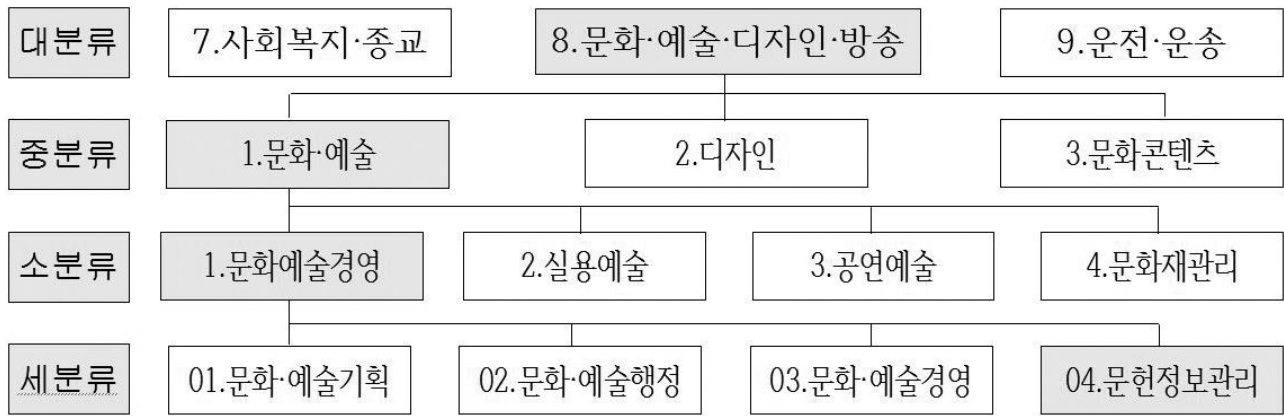 대분류 7.사회복지·종교 8.문화·예술·디자인·방송 9.운전·운송
중분류 1.문화·예술 2.디자인 3.문화콘텐츠
소분류 1.문화예술경영 2.실용예술 3.공연예술 4.문화재관리
세분류 01.문화·예술기획 02.문화·예술행정 03.문화·예술경영 04.문헌정보관리